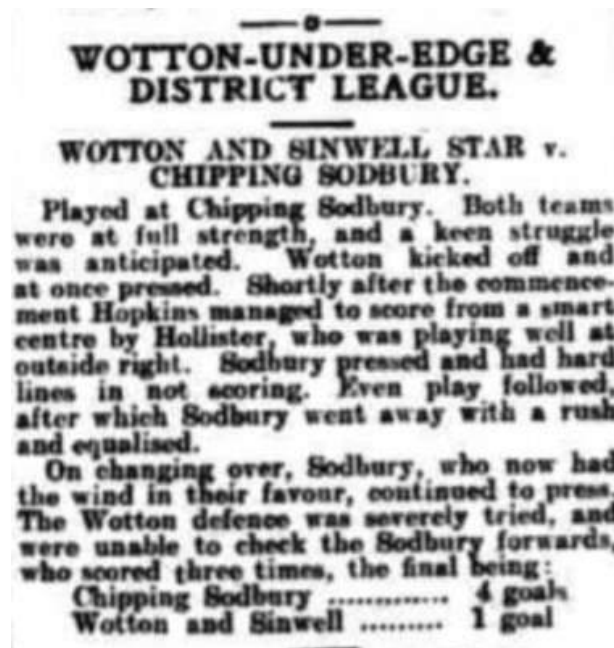 WOTTON-UNDER-EDGE &
DISTRICT LEAGUE.
WOTTON AND SINWELL STAR v.
CHIPPING SODBURY.
Played at Chipping Sodbury. Both teams
were at full strength, and a keen struggle
was anticipated. Wotton kicked off and
at once pressed. Shortly after the commence-
ment Hopkins managed to score from a smart
centre by Hollister, who was playing well at
outside right. Sodbury pressed and had hard
lines in not scoring. Even play followed,
after which Sodbury went away with a rush
and equalised.
On changing over, Sodbury, who now had
the wind in their favour, continued to press.
The Wotton defence was severely tried, and
were unable to check the Sodbury forwards,
who scored three times, the final being:
Chipping Sodbury ............. 4 goals
Wotton and Sinwell ......... 1 goal